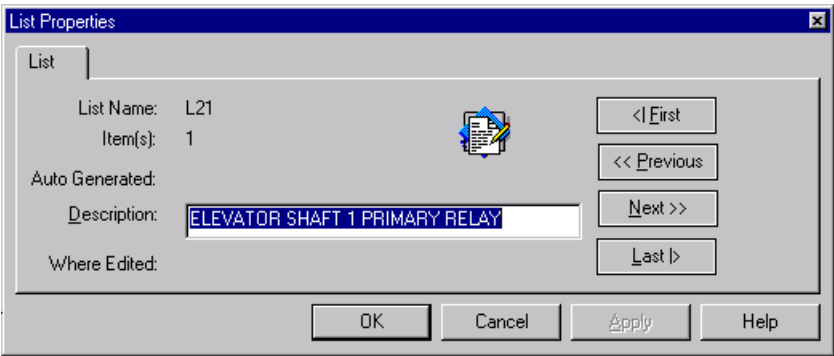 List Properties
List
List Name: L21
Item(s): 1
Auto Generated:
Description: ELEVATOR SHAFT 1 PRIMARY RELAY
Where Edited:
<| First
<< Previous
Next >>
Last |>
OK Cancel Apply Help